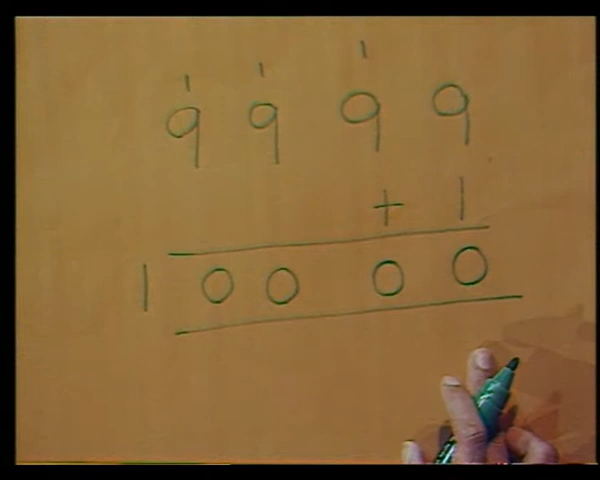 1 1 1
9 9 9 9
+ 1
1 0 0 0 0